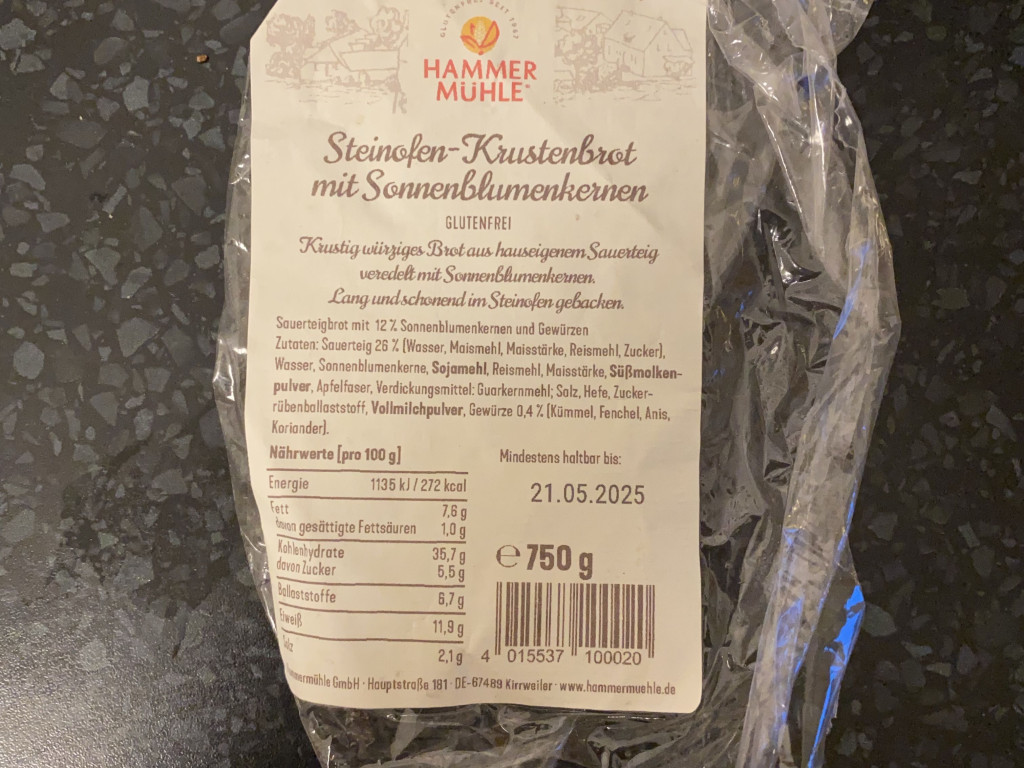 GLUTENFREI SEIT 1987
HAMMER
MÜHLE
Steinofen-Krustenbrot
mit Sonnenblumenkernen
GLUTENFREI
Krustig würziges Brot aus hauseigenem Sauerteig
veredelt mit Sonnenblumenkernen.
Lang und schonend im Steinofen gebacken.
Sauerteigbrot mit 12 % Sonnenblumenkernen und Gewürzen
Zutaten: Sauerteig 26 % (Wasser, Maismehl, Maisstärke, Reismehl, Zucker),
Wasser, Sonnenblumenkerne, Sojamehl, Reismehl, Maisstärke, Süßmolken-
pulver, Apfelfaser, Verdickungsmittel: Guarkernmehl; Salz, Hefe, Zucker-
rübenballaststoff, Vollmilchpulver, Gewürze 0,4 % (Kümmel, Fenchel, Anis,
Koriander).
Nährwerte [pro 100 g]
Energie 1135 kJ / 272 kcal
Fett 7,6 g
davon gesättigte Fettsäuren 1,0 g
Kohlenhydrate 35,7 g
davon Zucker 5,5 g
Ballaststoffe 6,7 g
Eiweiß 11,9 g
Salz 2,1 g
Mindestens haltbar bis:
21.05.2025
℮ 750 g
4 015537 100020
Hammermühle GmbH · Hauptstraße 181 · DE-67489 Kirrweiler · www.hammermuehle.de